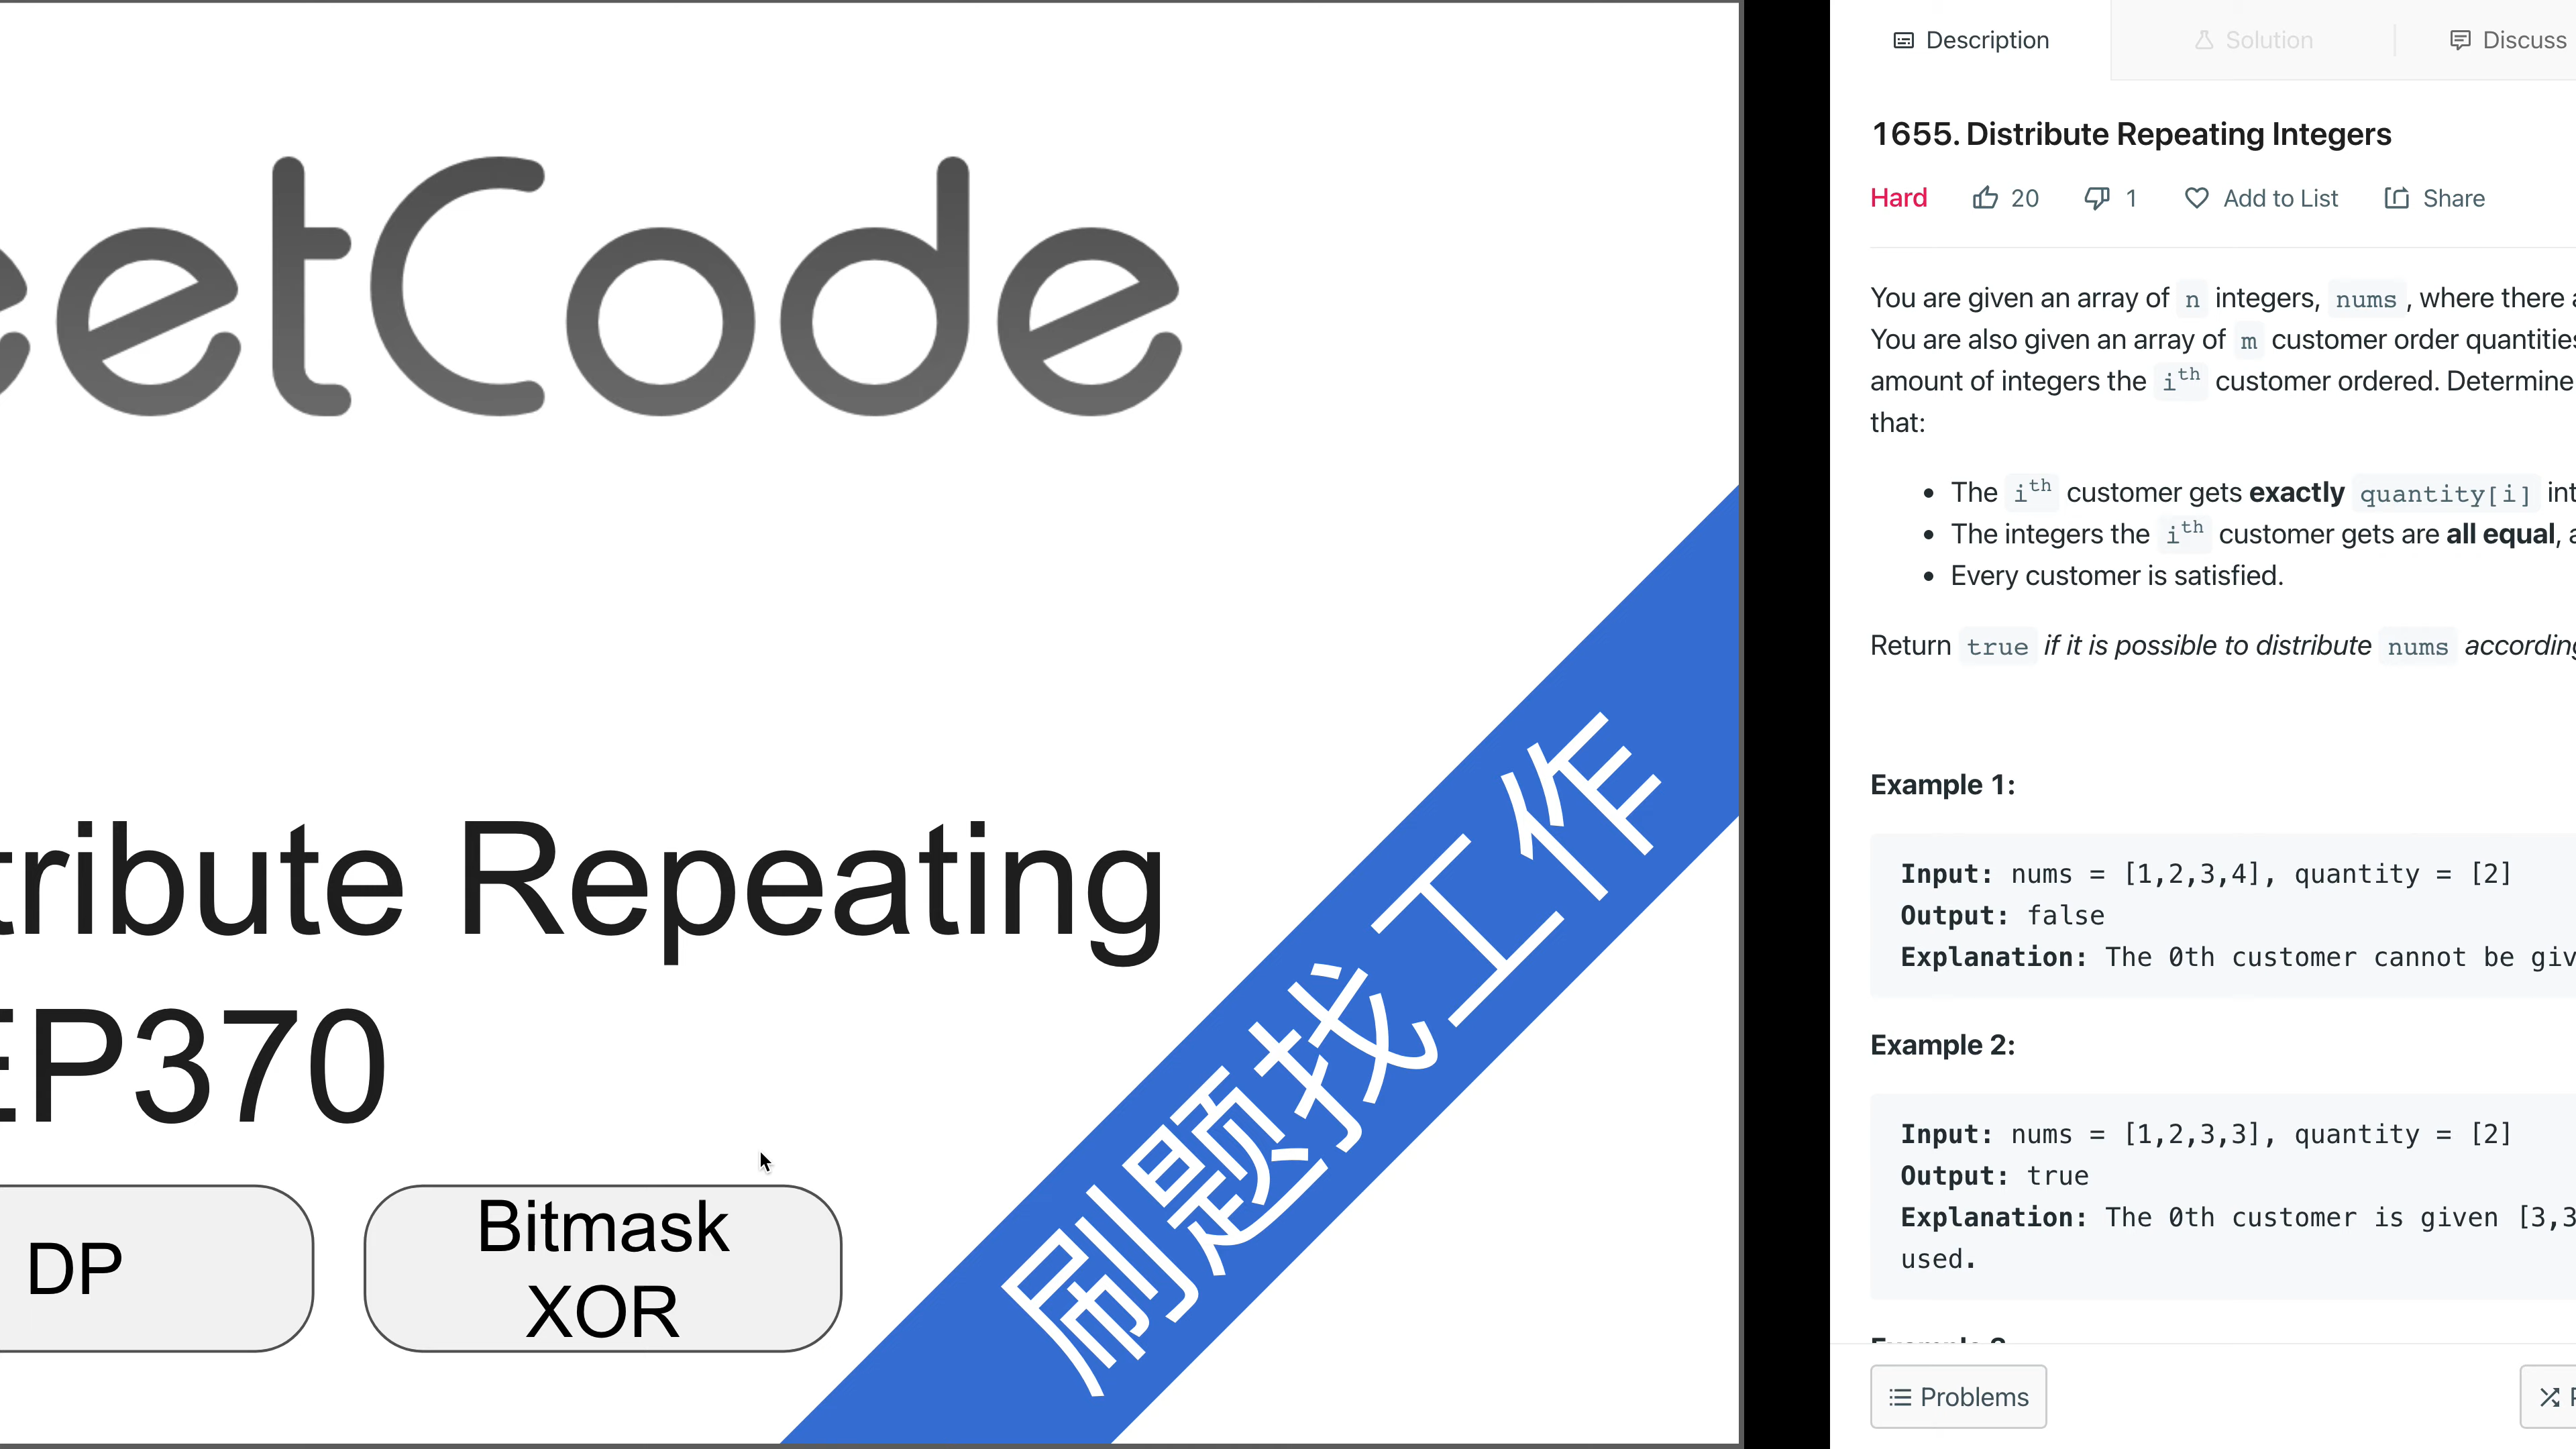 eetCode
tribute Repeating
EP370
DP
Bitmask
XOR
刷题找工作
Description
Solution
Discuss
1655. Distribute Repeating Integers
Hard 20 1 Add to List Share
You are given an array of n integers, nums, where there
You are also given an array of m customer order quantities
amount of integers the ith customer ordered. Determine
that:
• The ith customer gets exactly quantity[i] int
• The integers the ith customer gets are all equal,
• Every customer is satisfied.
Return true if it is possible to distribute nums according
Example 1:
Input: nums = [1,2,3,4], quantity = [2]
Output: false
Explanation: The 0th customer cannot be giv
Example 2:
Input: nums = [1,2,3,3], quantity = [2]
Output: true
Explanation: The 0th customer is given [3,3
used.
Problems